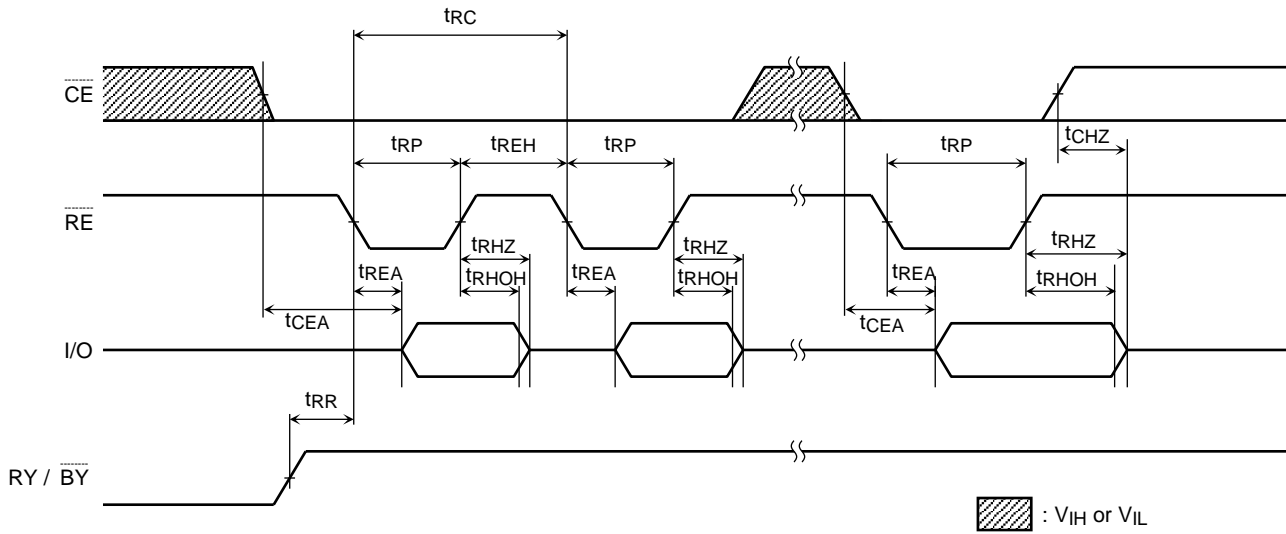 tRC
CE
tRP
tREH
tRP
tRP
tCHZ
RE
tREA
tRHZ
tRHOH
tREA
tRHZ
tRHOH
tREA
tRHZ
tRHOH
tCEA
tCEA
I/O
tRR
RY / BY
: VIH or VIL